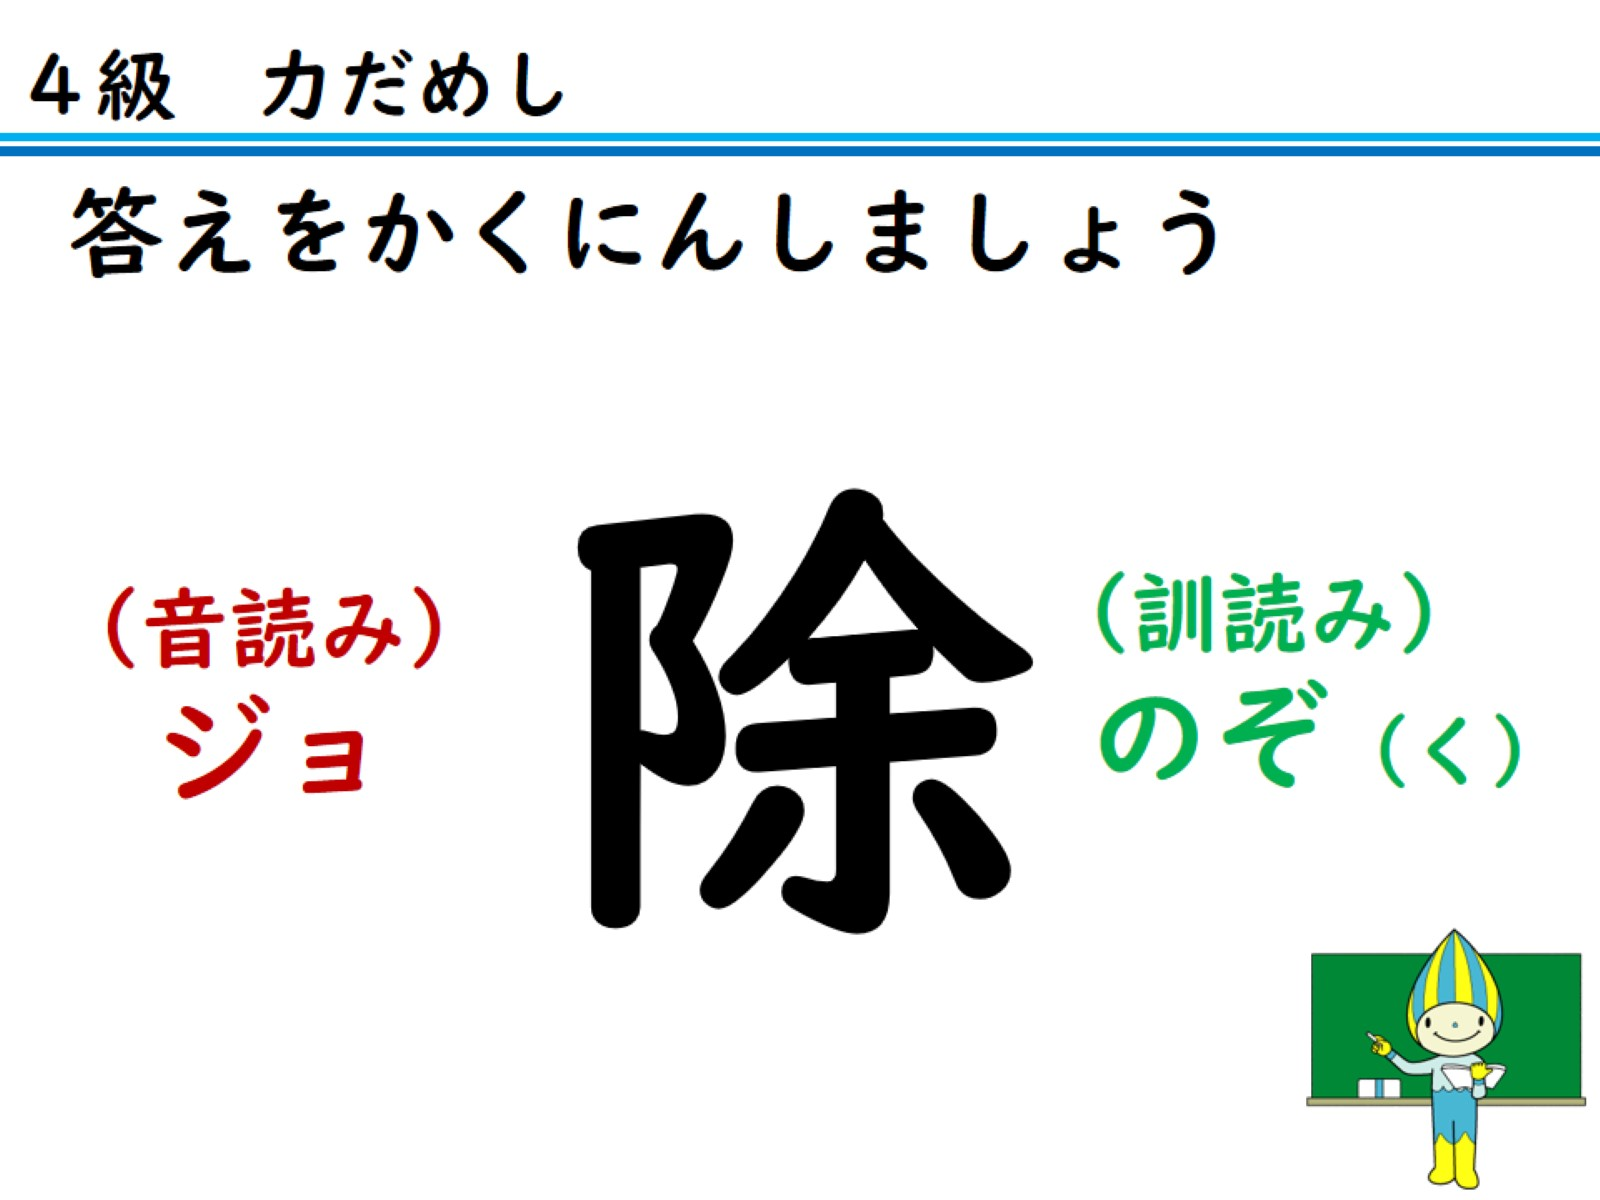 4級　力だめし
答えをかくにんしましょう
（音読み）
ジョ
除
（訓読み）
のぞ（く）